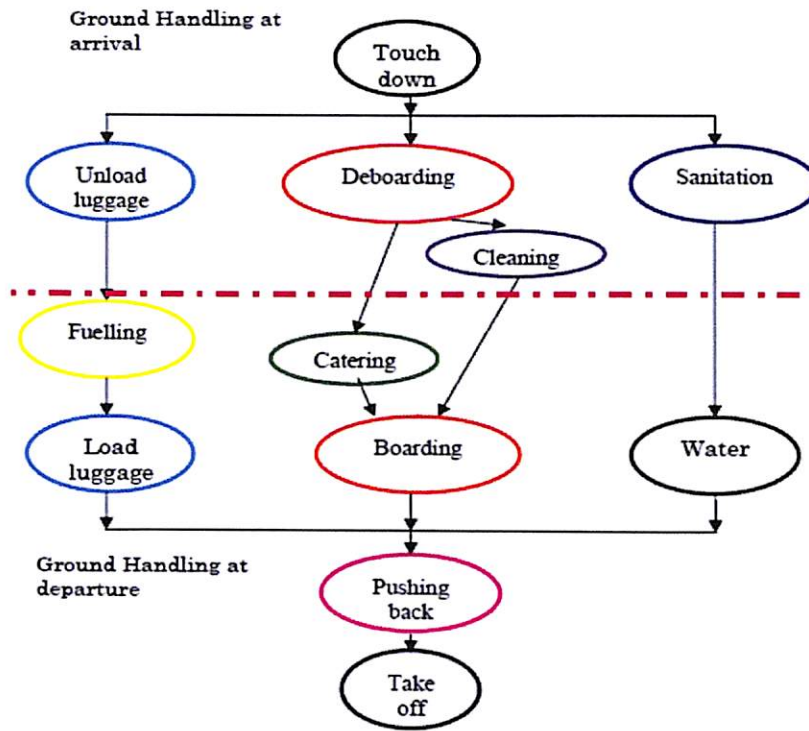 Ground Handling at
arrival
Touch
down
Unload
luggage
Deboarding
Sanitation
Cleaning
Fuelling
Catering
Load
luggage
Boarding
Water
Ground Handling at
departure
Pushing
back
Take
off